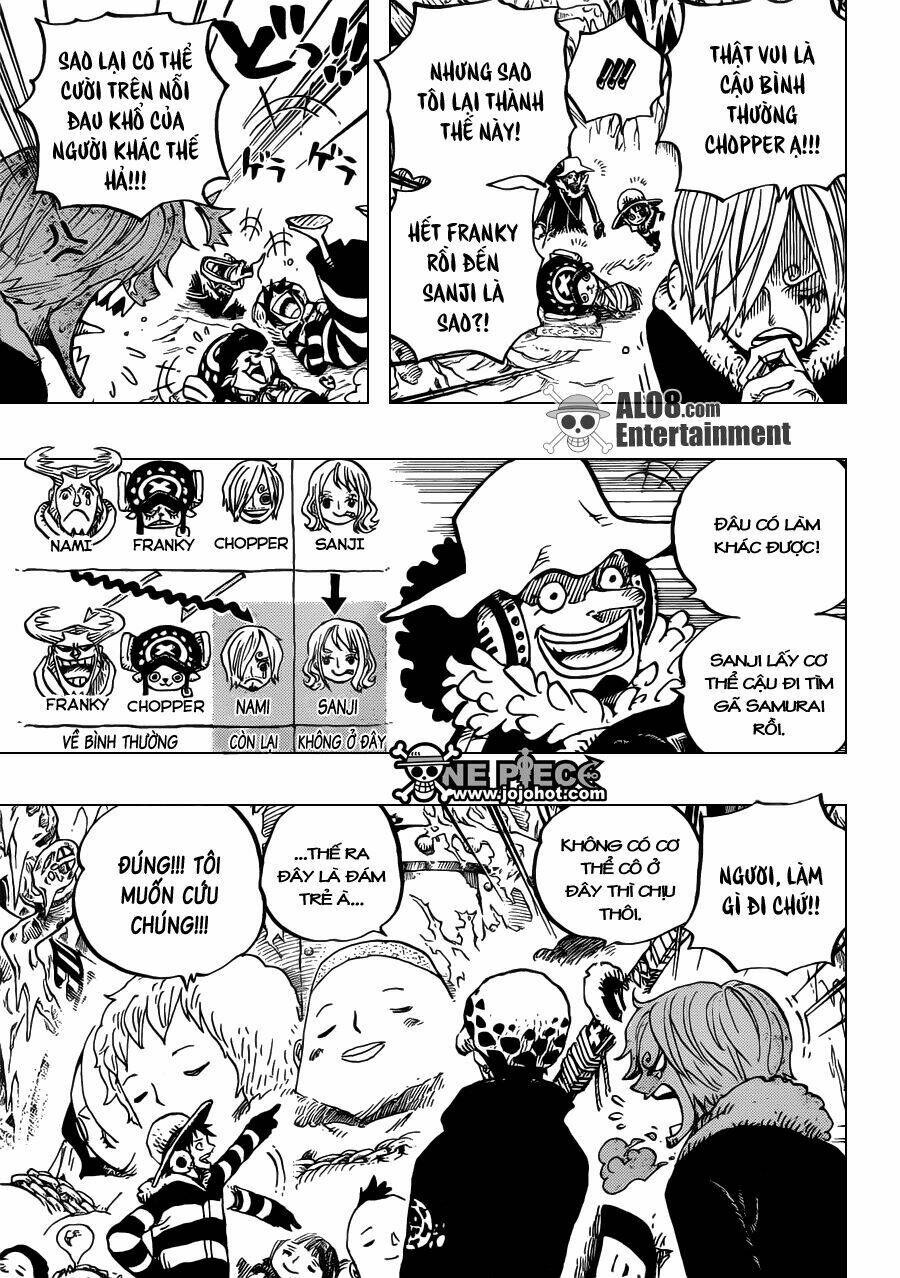 THẬT VUI LÀ
CẬU BÌNH
THƯỜNG
CHOPPER Ạ!!!
!!!
NHƯNG SAO
TÔI LẠI THÀNH
THẾ NÀY!
HẾT FRANKY
RỒI ĐẾN
SANJI LÀ
SAO?!
SAO LẠI CÓ THỂ
CƯỜI TRÊN NỖI
ĐAU KHỔ CỦA
NGƯỜI KHÁC THẾ
HẢ!!!
ど
ゲラ
ゲラ
AL08.com
Entertainment
ĐÂU CÓ LÀM
KHÁC ĐƯỢC!
SANJI LẤY CƠ
THỂ CẬU ĐI TÌM
GÃ SAMURAI
RỒI.
NAMI FRANKY CHOPPER SANJI
FRANKY CHOPPER NAMI SANJI
VỀ BÌNH THƯỜNG CÒN LẠI KHÔNG Ở ĐÂY
ONE PIECE
www.jojohot.com
NGƯƠI, LÀM
GÌ ĐI CHỨ!!
KHÔNG CÓ CƠ
THỂ CÔ Ở
ĐÂY THÌ CHỊU
THÔI.
...THẾ RA
ĐÂY LÀ ĐÁM
TRẺ À...
ĐÚNG!!! TÔI
MUỐN CỨU
CHÚNG!!!